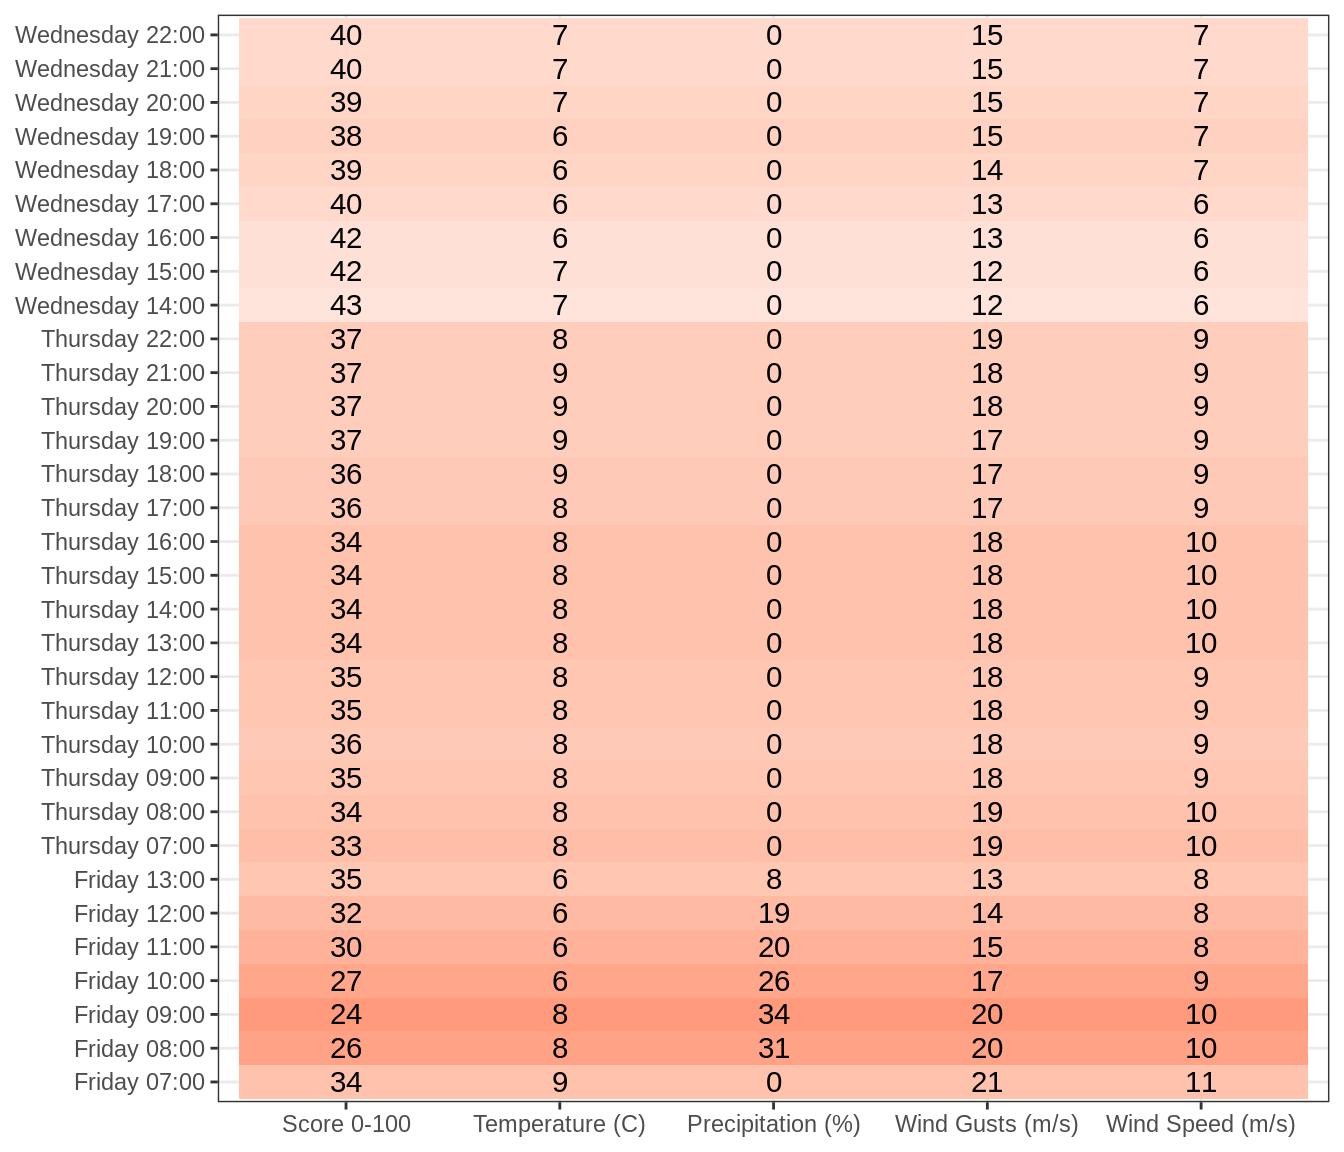 Wednesday 22:00 40 7 0 15 7
Wednesday 21:00 40 7 0 15 7
Wednesday 20:00 39 7 0 15 7
Wednesday 19:00 38 6 0 15 7
Wednesday 18:00 39 6 0 14 7
Wednesday 17:00 40 6 0 13 6
Wednesday 16:00 42 6 0 13 6
Wednesday 15:00 42 7 0 12 6
Wednesday 14:00 43 7 0 12 6
Thursday 22:00 37 8 0 19 9
Thursday 21:00 37 9 0 18 9
Thursday 20:00 37 9 0 18 9
Thursday 19:00 37 9 0 17 9
Thursday 18:00 36 9 0 17 9
Thursday 17:00 36 8 0 17 9
Thursday 16:00 34 8 0 18 10
Thursday 15:00 34 8 0 18 10
Thursday 14:00 34 8 0 18 10
Thursday 13:00 34 8 0 18 10
Thursday 12:00 35 8 0 18 9
Thursday 11:00 35 8 0 18 9
Thursday 10:00 36 8 0 18 9
Thursday 09:00 35 8 0 18 9
Thursday 08:00 34 8 0 19 10
Thursday 07:00 33 8 0 19 10
Friday 13:00 35 6 8 13 8
Friday 12:00 32 6 19 14 8
Friday 11:00 30 6 20 15 8
Friday 10:00 27 6 26 17 9
Friday 09:00 24 8 34 20 10
Friday 08:00 26 8 31 20 10
Friday 07:00 34 9 0 21 11
Score 0-100 Temperature (C) Precipitation (%) Wind Gusts (m/s) Wind Speed (m/s)